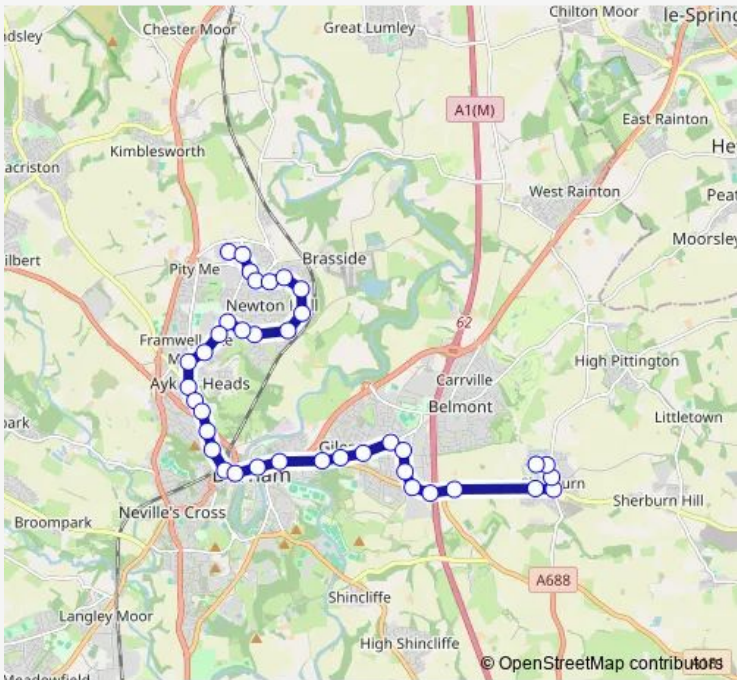 le-Spring
Chilton Moor
dsley
Chester Moor
Great Lumley
A1(M)
East Rainton
Kimblesworth
acriston
West Rainton
Moorsley
ilbert
Pity Me
Brasside
Newton
62
Framwell
High Pittington
Carrville
Heads
Belmont
Littletown
park
Sherburn Hill
Neville's Cross
Broompark
A688
Shincliffe
Langley Moor
High Shincliffe
© OpenStreetMap contributors